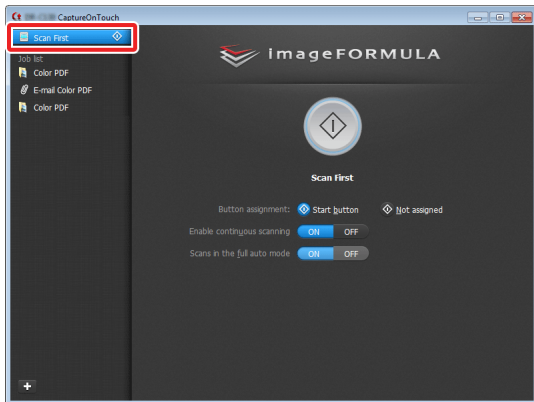 CaptureOnTouch
Scan First
Job list
Color PDF
E-mail Color PDF
Color PDF
imageFORMULA
Scan First
Button assignment: Start button Not assigned
Enable continuous scanning ON OFF
Scans in the full auto mode ON OFF